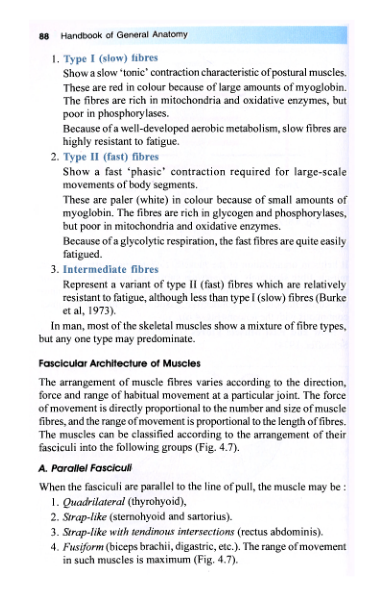 88 Handbook of General Anatomy
1. Type I (slow) fibres
Show a slow ‘tonic’ contraction characteristic of postural muscles.
These are red in colour because of large amounts of myoglobin.
The fibres are rich in mitochondria and oxidative enzymes, but
poor in phosphorylases.
Because of a well-developed aerobic metabolism, slow fibres are
highly resistant to fatigue.
2. Type II (fast) fibres
Show a fast ‘phasic’ contraction required for large-scale
movements of body segments.
These are paler (white) in colour because of small amounts of
myoglobin. The fibres are rich in glycogen and phosphorylases,
but poor in mitochondria and oxidative enzymes.
Because of a glycolytic respiration, the fast fibres are quite easily
fatigued.
3. Intermediate fibres
Represent a variant of type II (fast) fibres which are relatively
resistant to fatigue, although less than type I (slow) fibres (Burke
et al, 1973).
In man, most of the skeletal muscles show a mixture of fibre types,
but any one type may predominate.
Fascicular Architecture of Muscles
The arrangement of muscle fibres varies according to the direction,
force and range of habitual movement at a particular joint. The force
of movement is directly proportional to the number and size of muscle
fibres, and the range of movement is proportional to the length of fibres.
The muscles can be classified according to the arrangement of their
fasciculi into the following groups (Fig. 4.7).
A. Parallel Fasciculi
When the fasciculi are parallel to the line of pull, the muscle may be :
1. Quadrilateral (thyrohyoid),
2. Strap-like (sternohyoid and sartorius).
3. Strap-like with tendinous intersections (rectus abdominis).
4. Fusiform (biceps brachii, digastric, etc.). The range of movement
in such muscles is maximum (Fig. 4.7).